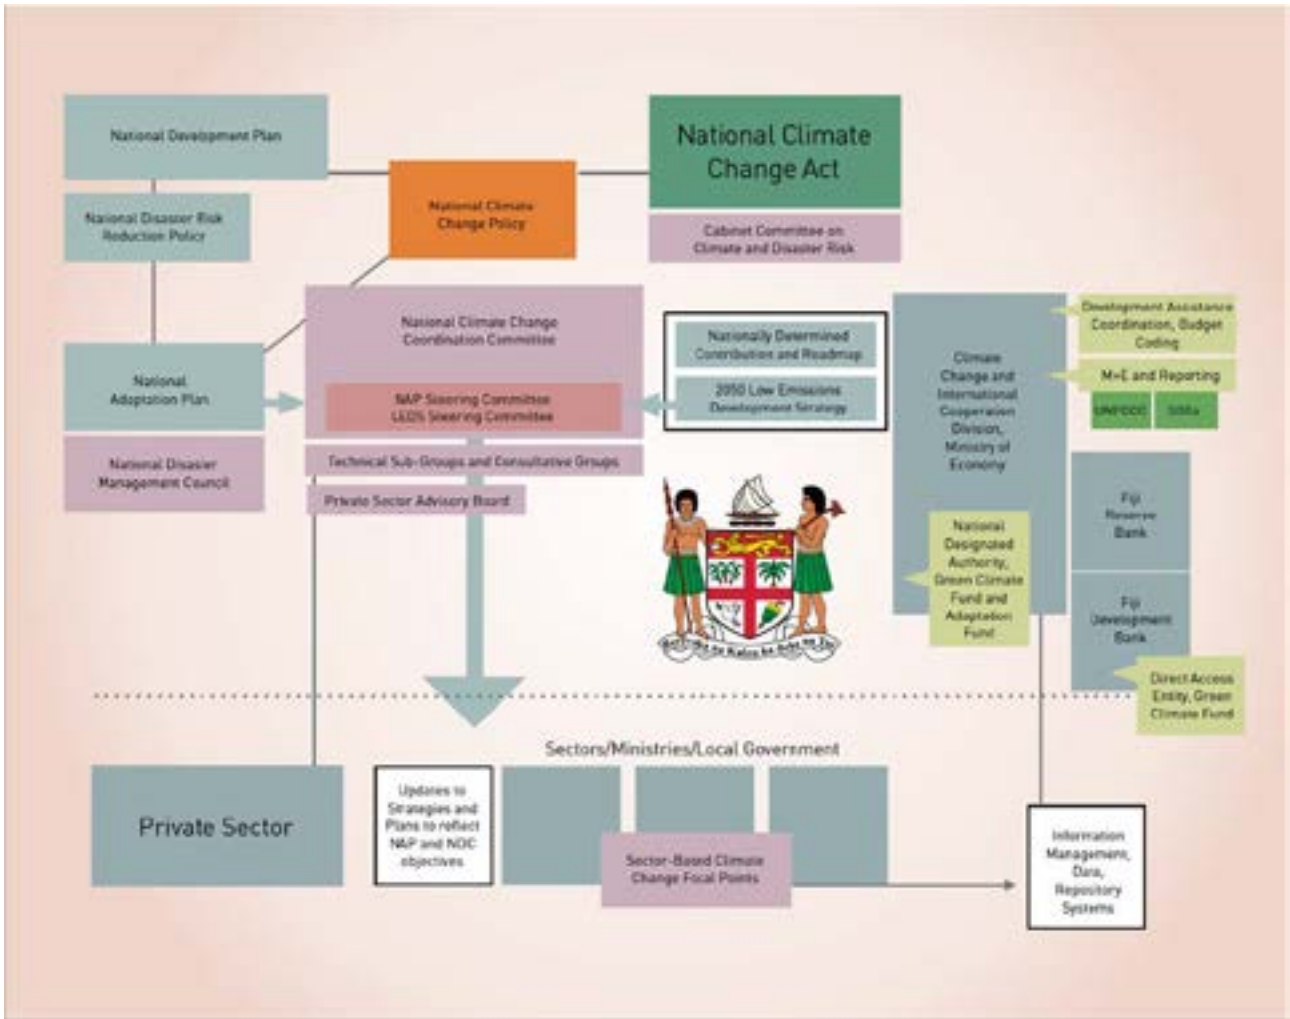 National Development Plan
National Disaster Risk
Reduction Policy
National Climate
Change Policy
National Climate
Change Act
Cabinet Committee on
Climate and Disaster Risk
National
Adaptation Plan
National Disaster
Management Council
National Climate Change
Coordination Committee
NAP Steering Committee
LEDS Steering Committee
Technical Sub-Groups and Consultative Groups
Private Sector Advisory Board
Nationally Determined
Contribution and Roadmap
2050 Low Emissions
Development Strategy
Climate
Change and
International
Cooperation
Division,
Ministry of
Economy
Development Assistance
Coordination, Budget
Coding
M+E and Reporting
UNFCCC
SDGs
National
Designated
Authority,
Green Climate
Fund and
Adaptation
Fund
Fiji
Reserve
Bank
Fiji
Development
Bank
Direct Access
Entity, Green
Climate Fund
Sectors/Ministries/Local Government
Private Sector
Updates to
Strategies and
Plans to reflect
NAP and NDC
objectives
Sector-Based Climate
Change Focal Points
Information
Management,
Data,
Repository
Systems